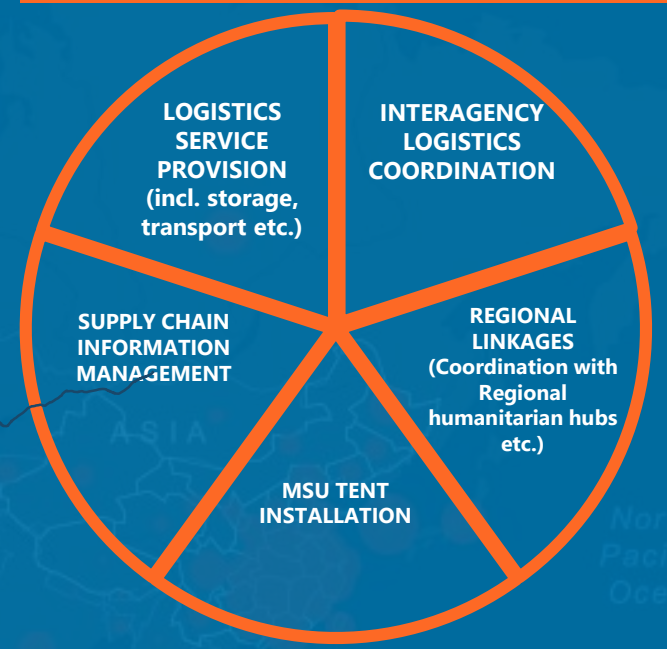 LOGISTICS
SERVICE
PROVISION
(incl. storage,
transport etc.)
INTERAGENCY
LOGISTICS
COORDINATION
SUPPLY CHAIN
INFORMATION
MANAGEMENT
REGIONAL
LINKAGES
(Coordination with
Regional
humanitarian hubs
etc.)
MSU TENT
INSTALLATION
ASIA